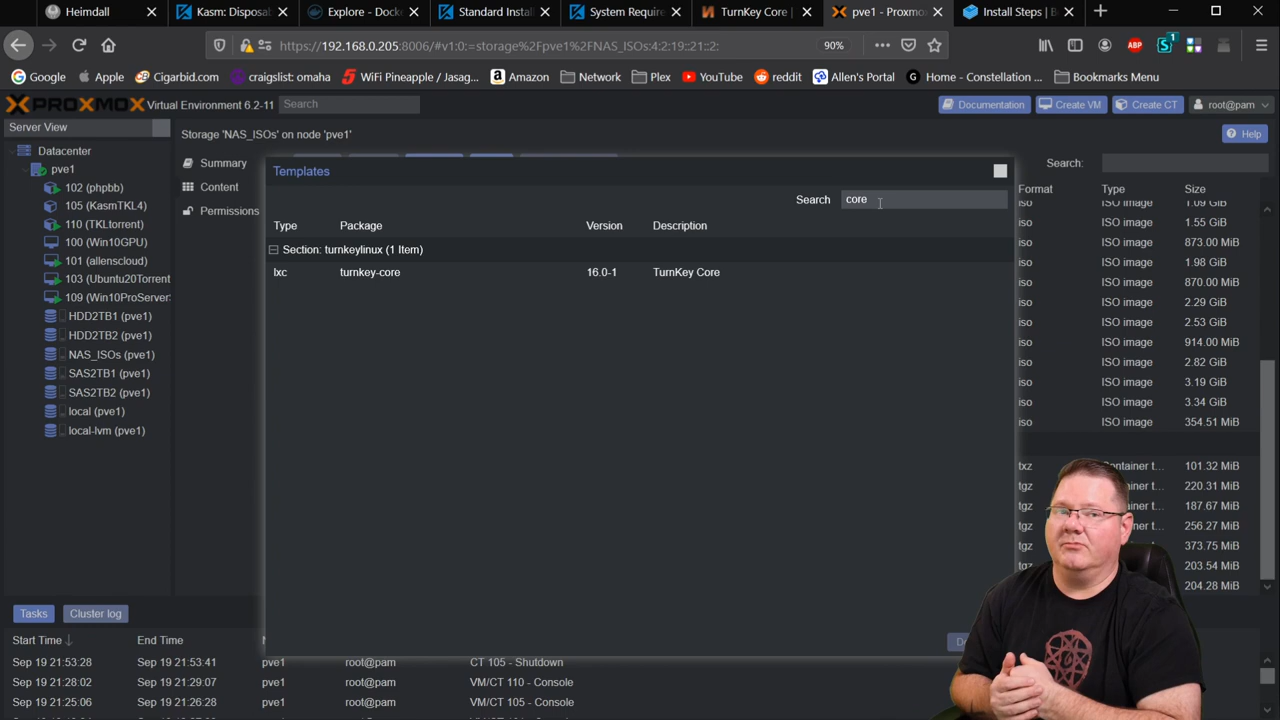 Heimdall
Kasm: Disposa
Explore - Docke
Standard Instal
System Require
TurnKey Core |
pve1 - Proxmo
Install Steps | B
https://192.168.0.205:8006/#v1:0:=storage%2Fpve1%2FNAS_ISOs:4:2:19::21::2:
90%
ABP
1
Google
Apple
Cigarbid.com
craigslist: omaha
WiFi Pineapple / Jasag...
Amazon
Network
Plex
YouTube
reddit
Allen's Portal
Home - Constellation ...
Bookmarks Menu
PROXMOX Virtual Environment 6.2-11
Search
Documentation
Create VM
Create CT
root@pam
Server View
Storage 'NAS_ISOs' on node 'pve1'
Help
Datacenter
pve1
102 (phpbb)
105 (KasmTKL4)
110 (TKLtorrent)
100 (Win10GPU)
101 (allenscloud)
103 (Ubuntu20Torrent
109 (Win10ProServer:
HDD2TB1 (pve1)
HDD2TB2 (pve1)
NAS_ISOs (pve1)
SAS2TB1 (pve1)
SAS2TB2 (pve1)
local (pve1)
local-lvm (pve1)
Summary
Content
Permissions
Templates
Search core
Type Package Version Description
Section: turnkeylinux (1 Item)
lxc turnkey-core 16.0-1 TurnKey Core
Search:
Format Type Size
iso ISO image 1.09 GiB
iso ISO image 1.55 GiB
iso ISO image 873.00 MiB
iso ISO image 1.98 GiB
iso ISO image 870.00 MiB
iso ISO image 2.29 GiB
iso ISO image 2.53 GiB
iso ISO image 914.00 MiB
iso ISO image 2.82 GiB
iso ISO image 3.19 GiB
iso ISO image 3.34 GiB
iso ISO image 354.51 MiB
txz Container t... 101.32 MiB
tgz Container t... 220.31 MiB
tgz Container t... 187.67 MiB
tgz 256.27 MiB
tgz 373.75 MiB
203.54 MiB
204.28 MiB
Tasks
Cluster log
Start Time End Time
Sep 19 21:53:28 Sep 19 21:53:41 pve1 root@pam CT 105 - Shutdown
Sep 19 21:28:02 Sep 19 21:29:07 pve1 root@pam VM/CT 110 - Console
Sep 19 21:25:06 Sep 19 21:26:28 pve1 root@pam VM/CT 105 - Console